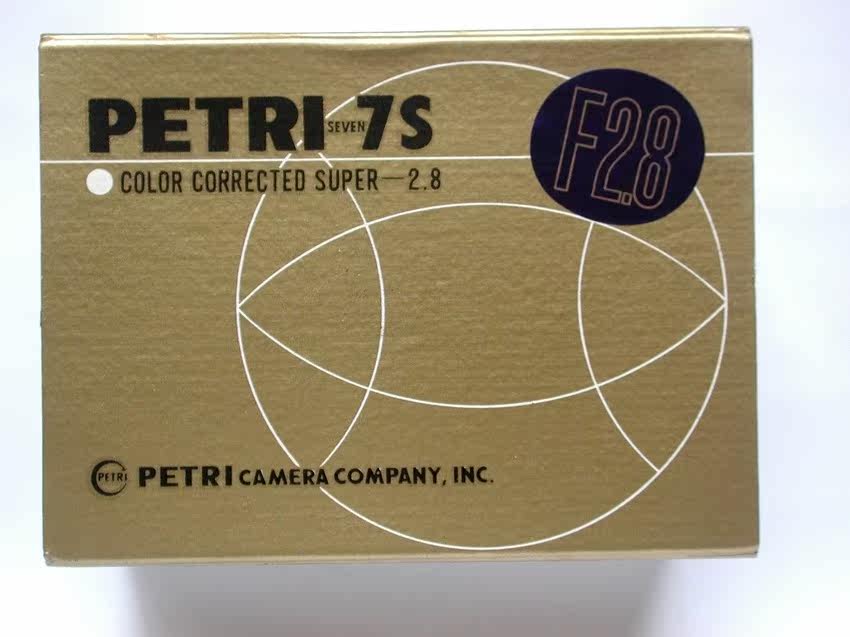 PETRI SEVEN 7S
F2.8
COLOR CORRECTED SUPER—2.8
PETRI PETRI CAMERA COMPANY, INC.